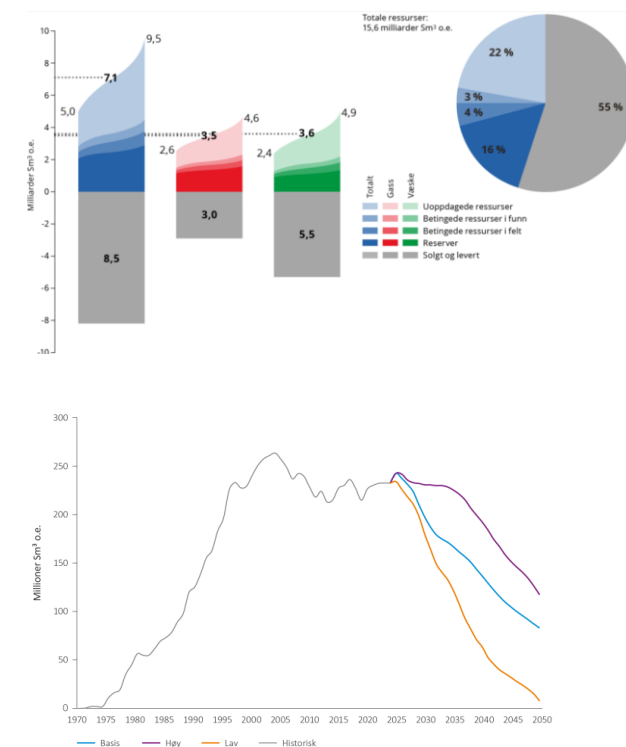 Totale ressurser:
15,6 milliarder Sm³ o.e.
Milliarder Sm³ o.e.
10
8
6
4
2
0
-2
-4
-6
-8
-10
5,0
7,1
9,5
8,5
2,6
3,5
4,6
3,0
2,4
3,6
4,9
5,5
22 %
3 %
4 %
16 %
55 %
Totalt
Gass
Væske
Uoppdagede ressurser
Betingede ressurser i funn
Betingede ressurser i felt
Reserver
Solgt og levert
Millioner Sm³ o.e.
300
250
200
150
100
50
0
1970 1975 1980 1985 1990 1995 2000 2005 2010 2015 2020 2025 2030 2035 2040 2045 2050
Basis Høy Lav Historisk